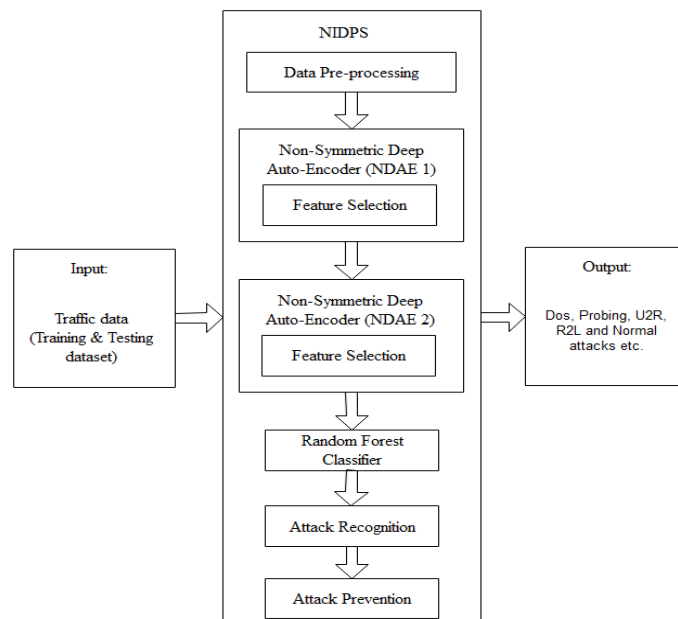 NIDPS
Data Pre-processing
Non-Symmetric Deep
Auto-Encoder (NDAE 1)
Feature Selection
Input:
Traffic data
(Training & Testing
dataset)
Non-Symmetric Deep
Auto-Encoder (NDAE 2)
Feature Selection
Output:
Dos, Probing, U2R,
R2L and Normal
attacks etc.
Random Forest
Classifier
Attack Recognition
Attack Prevention